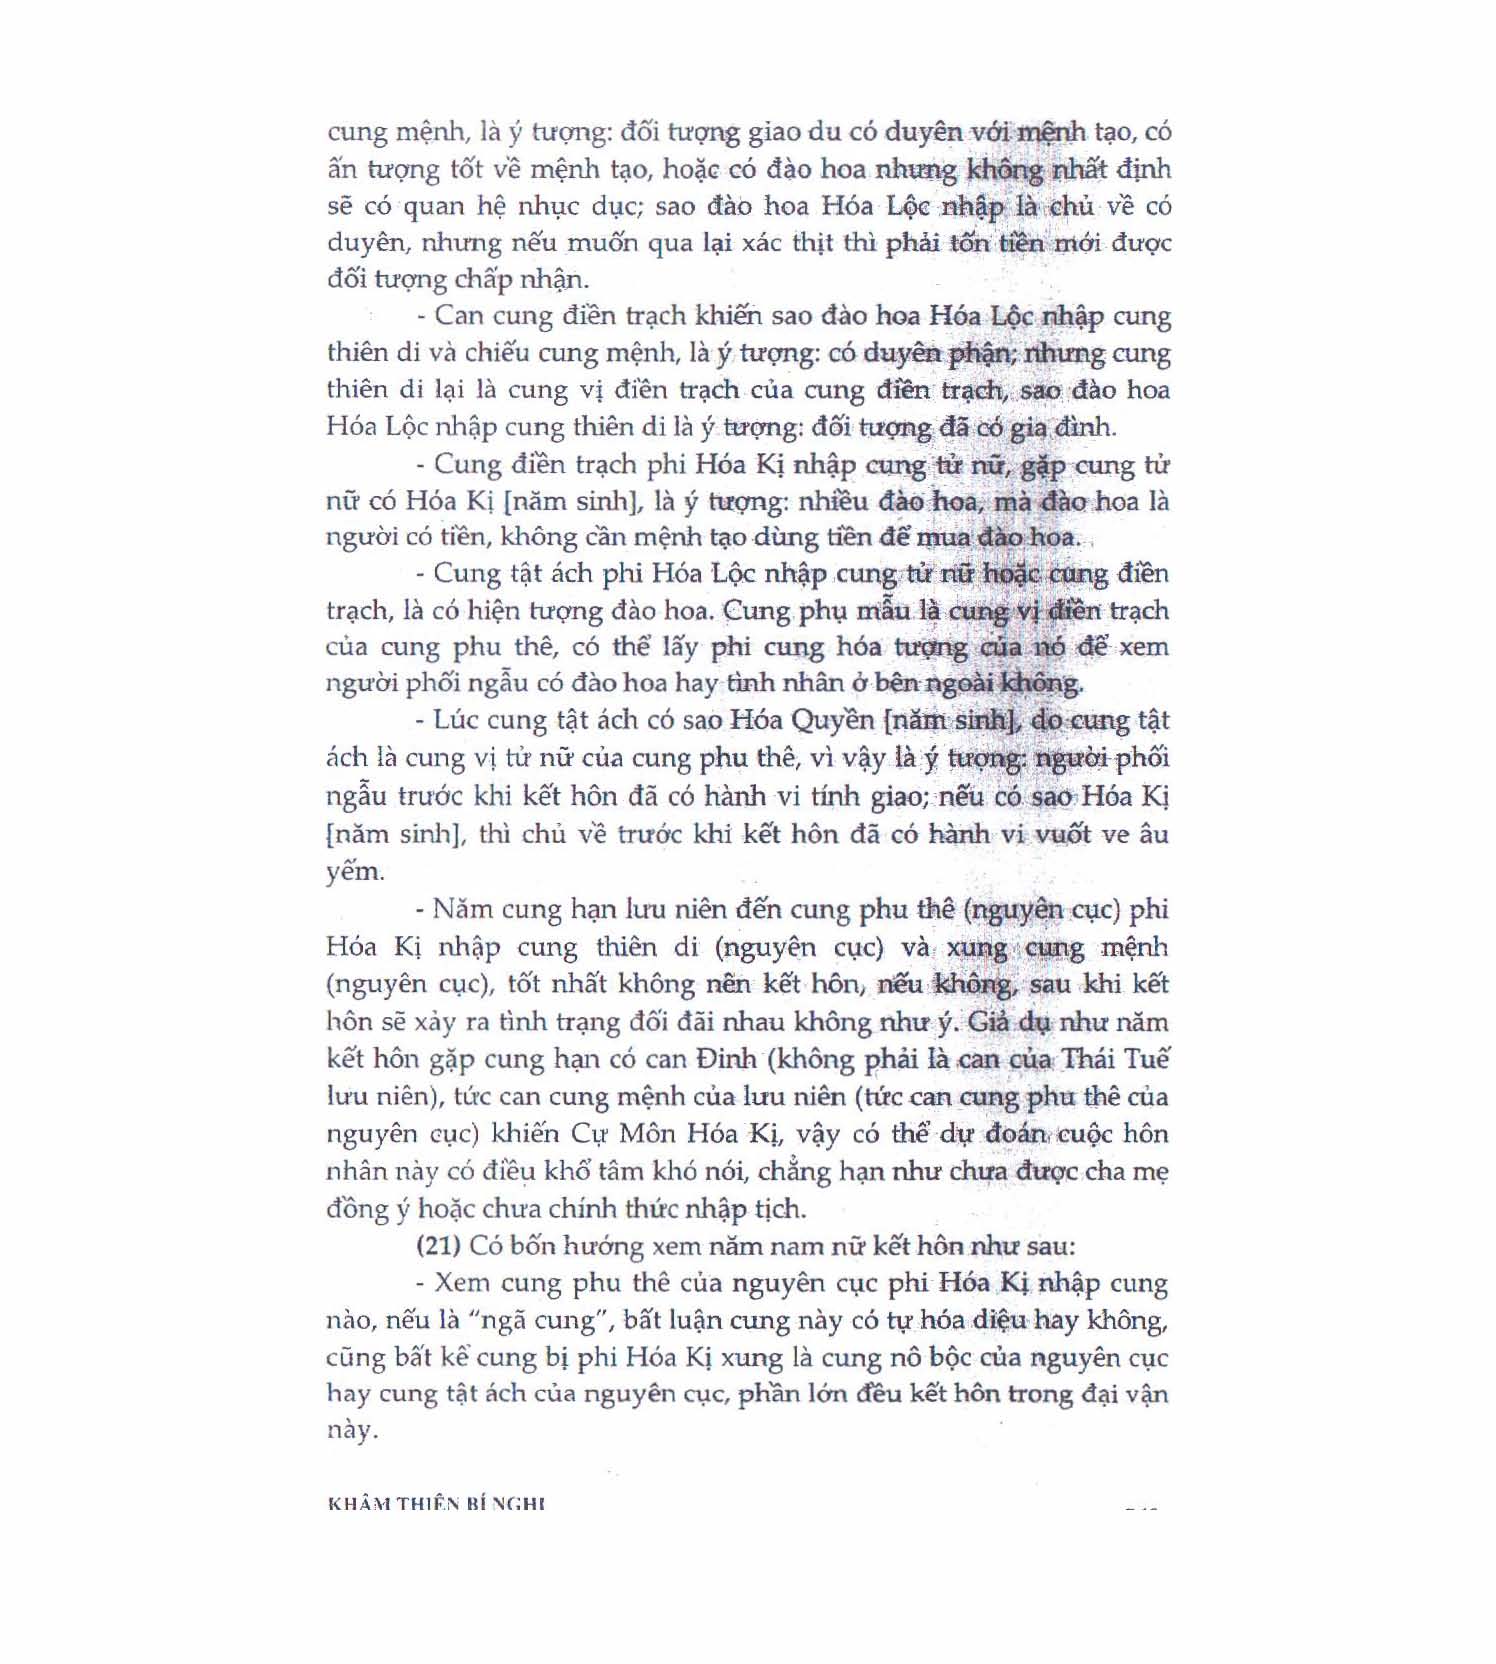 cung mệnh, là ý tượng: đối tượng giao du có duyên với mệnh tạo, có
ấn tượng tốt về mệnh tạo, hoặc có đào hoa nhưng không nhất định
sẽ có quan hệ nhục dục; sao đào hoa Hóa Lộc nhập là chủ về có
duyên, nhưng nếu muốn qua lại xác thịt thì phải tốn tiền mới được
đối tượng chấp nhận.
- Can cung điền trạch khiến sao đào hoa Hóa Lộc nhập cung
thiên di và chiếu cung mệnh, là ý tượng: có duyên phận; nhưng cung
thiên di lại là cung vị điền trạch của cung điền trạch, sao đào hoa
Hóa Lộc nhập cung thiên di là ý tượng: đối tượng đã có gia đình.
- Cung điền trạch phi Hóa Kị nhập cung tử nữ, gặp cung tử
nữ có Hóa Kị [năm sinh], là ý tượng: nhiều đào hoa, mà đào hoa là
người có tiền, không cần mệnh tạo dùng tiền để mua đào hoa.
- Cung tật ách phi Hóa Lộc nhập cung tử nữ hoặc cung điền
trạch, là có hiện tượng đào hoa. Cung phụ mẫu là cung vị điền trạch
của cung phu thê, có thể lấy phi cung hóa tượng của nó để xem
người phối ngẫu có đào hoa hay tình nhân ở bên ngoài không.
- Lúc cung tật ách có sao Hóa Quyền [năm sinh], do cung tật
ách là cung vị tử nữ của cung phu thê, vì vậy là ý tượng: người phối
ngẫu trước khi kết hôn đã có hành vi tính giao; nếu có sao Hóa Kị
[năm sinh], thì chủ về trước khi kết hôn đã có hành vi vuốt ve âu
yếm.
- Năm cung hạn lưu niên đến cung phu thê (nguyên cục) phi
Hóa Kị nhập cung thiên di (nguyên cục) và xung cung mệnh
(nguyên cục), tốt nhất không nên kết hôn, nếu không, sau khi kết
hôn sẽ xảy ra tình trạng đối đãi nhau không như ý. Giả dụ như năm
kết hôn gặp cung hạn có can Đinh (không phải là can của Thái Tuế
lưu niên), tức can cung mệnh của lưu niên (tức can cung phu thê của
nguyên cục) khiến Cự Môn Hóa Kị, vậy có thể dự đoán cuộc hôn
nhân này có điều khổ tâm khó nói, chẳng hạn như chưa được cha mẹ
đồng ý hoặc chưa chính thức nhập tịch.
(21) Có bốn hướng xem năm nam nữ kết hôn như sau:
- Xem cung phu thê của nguyên cục phi Hóa Kị nhập cung
nào, nếu là "ngã cung", bất luận cung này có tự hóa diệu hay không,
cũng bất kể cung bị phi Hóa Kị xung là cung nô bộc của nguyên cục
hay cung tật ách của nguyên cục, phần lớn đều kết hôn trong đại vận
này.
KHÂM THIÊN BÍ NGHI